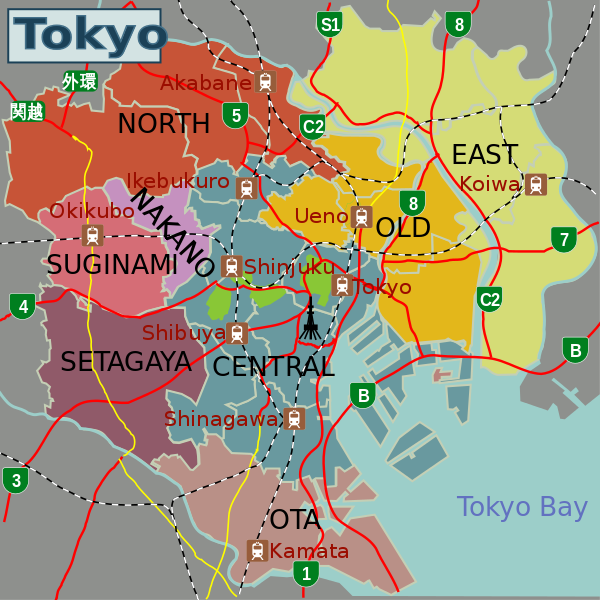 Tokyo
S1
8
外環
Akabane
関越
5
NORTH
C2
EAST
Ikebukuro
Koiwa
NAKANO
8
Okikubo
Ueno
OLD
7
SUGINAMI
Shinjuku
Tokyo
4
C2
Shibuya
B
SETAGAYA
CENTRAL
B
Shinagawa
3
Tokyo Bay
OTA
Kamata
1